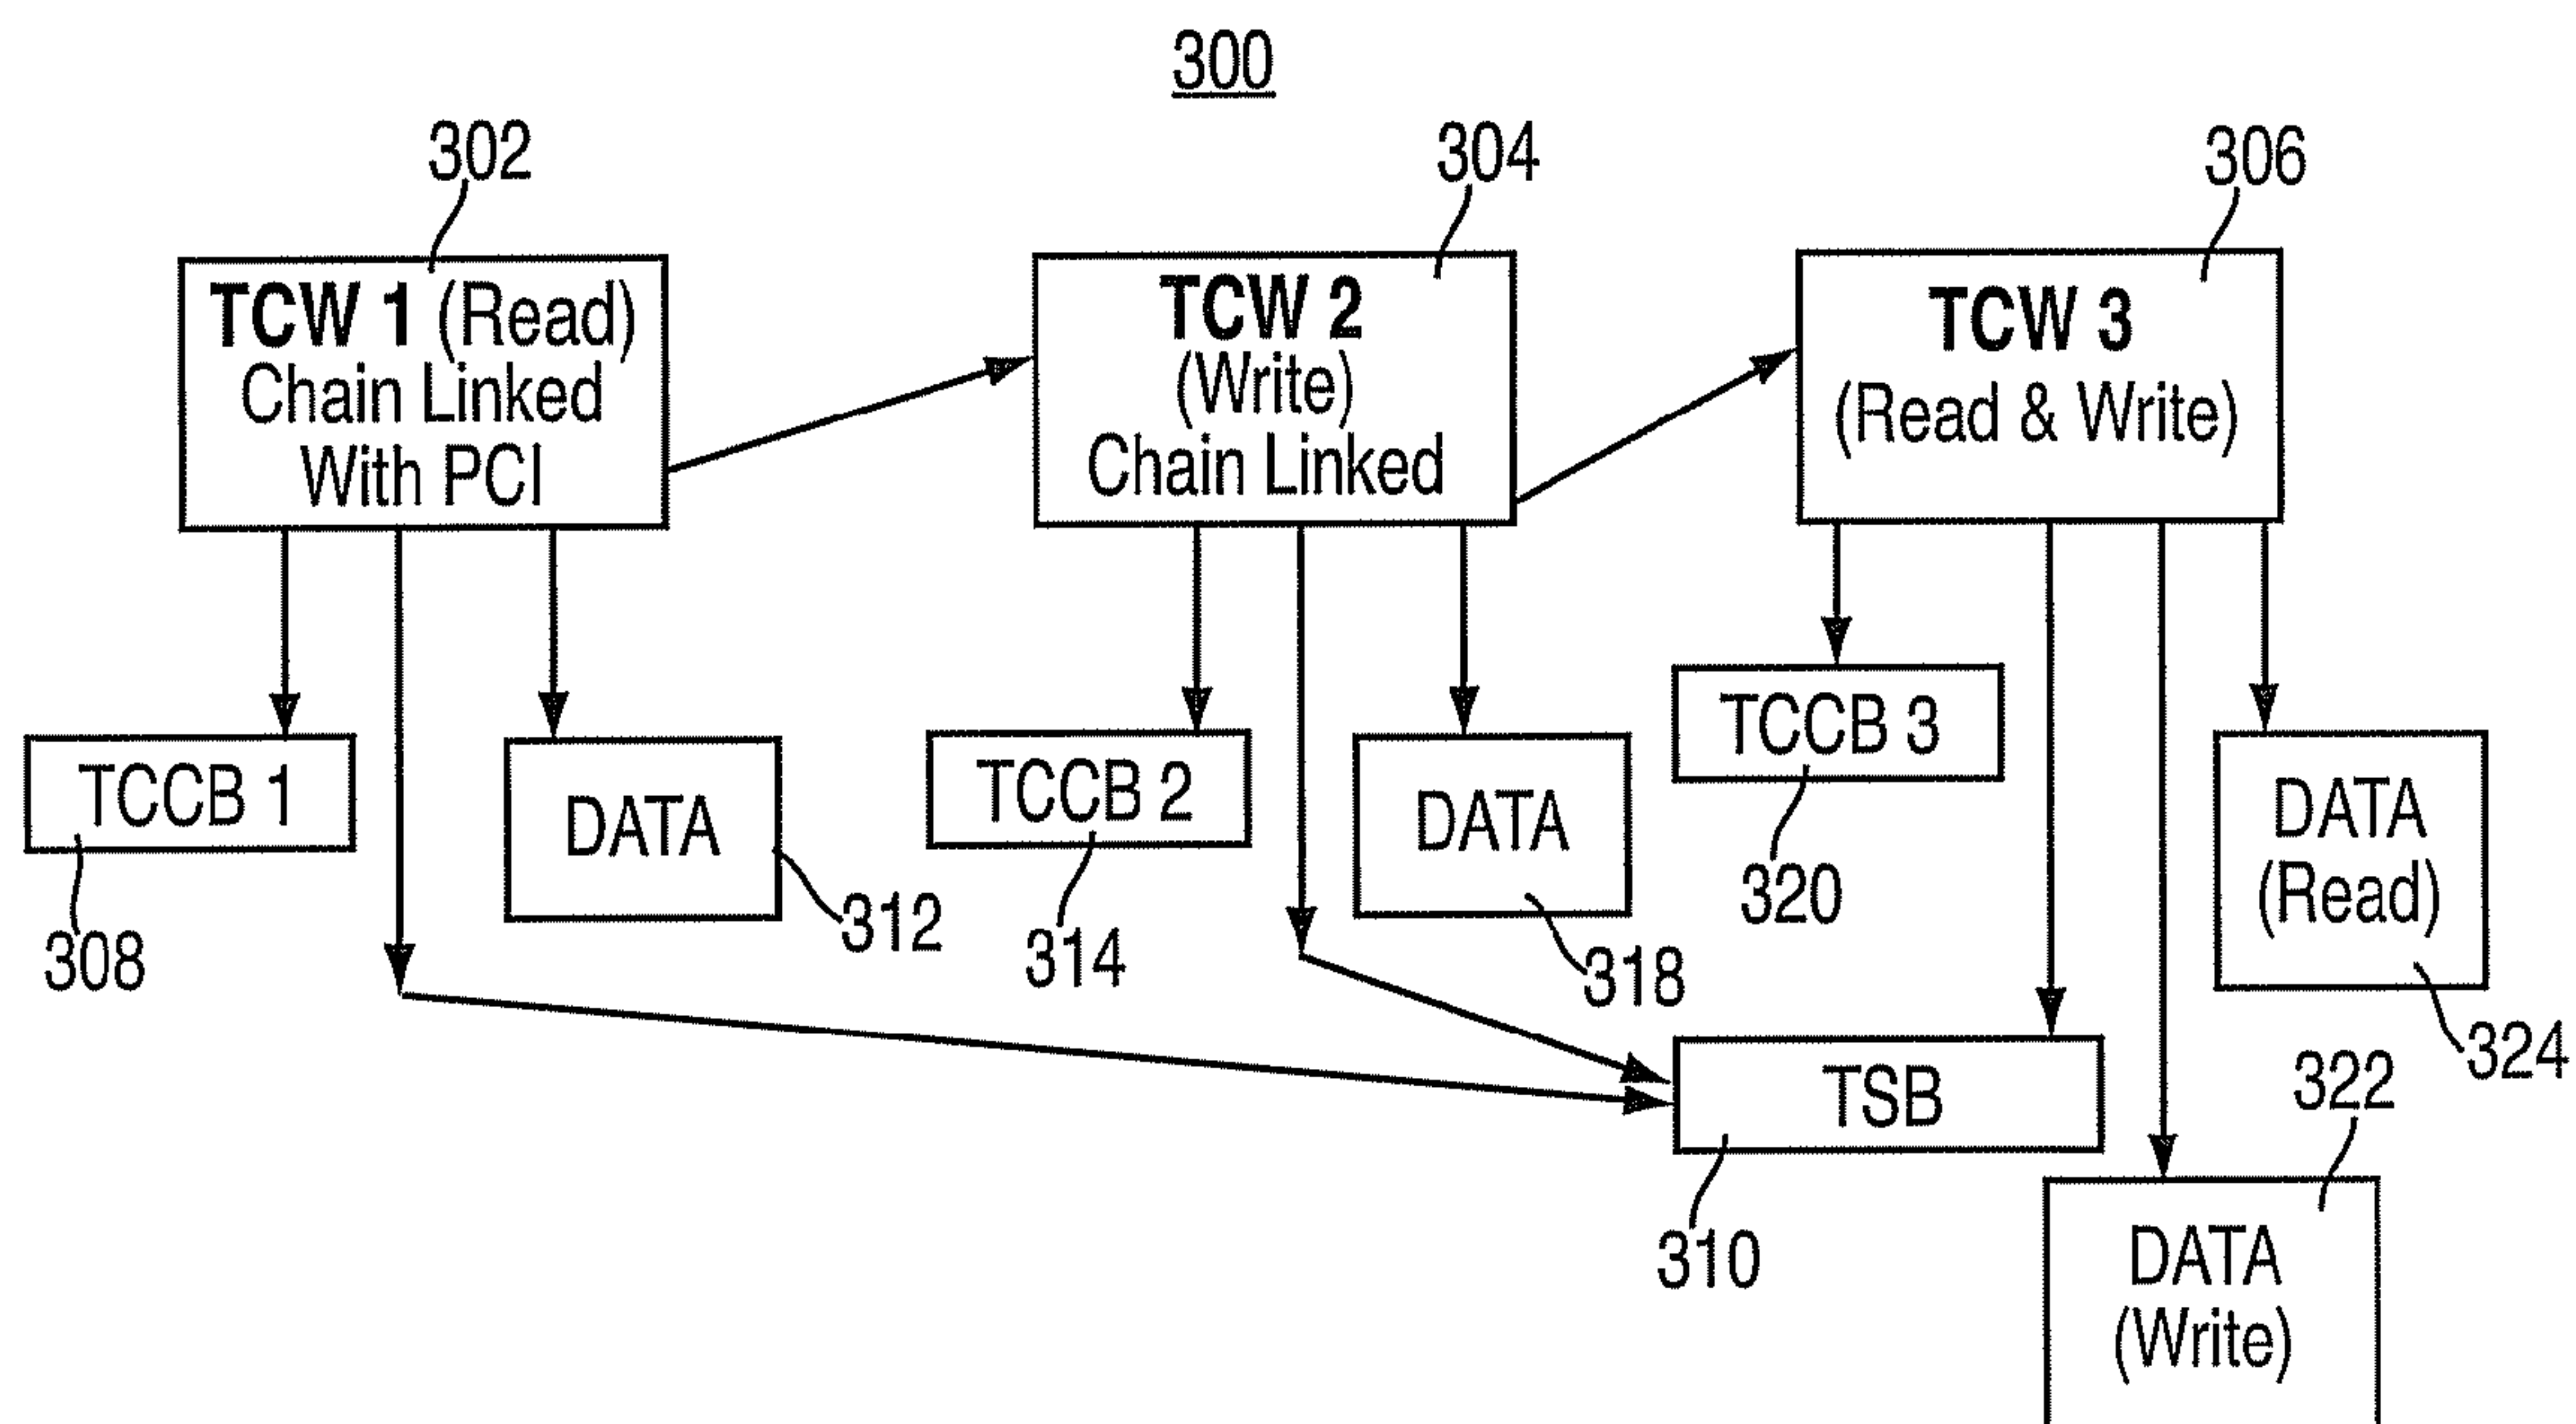 300
302
304
306
TCW 1 (Read)
Chain Linked
With PCI
TCW 2
(Write)
Chain Linked
TCW 3
(Read & Write)
TCCB 1
308
DATA
312
TCCB 2
314
DATA
318
TCCB 3
320
DATA
(Read)
324
TSB
310
322
DATA
(Write)